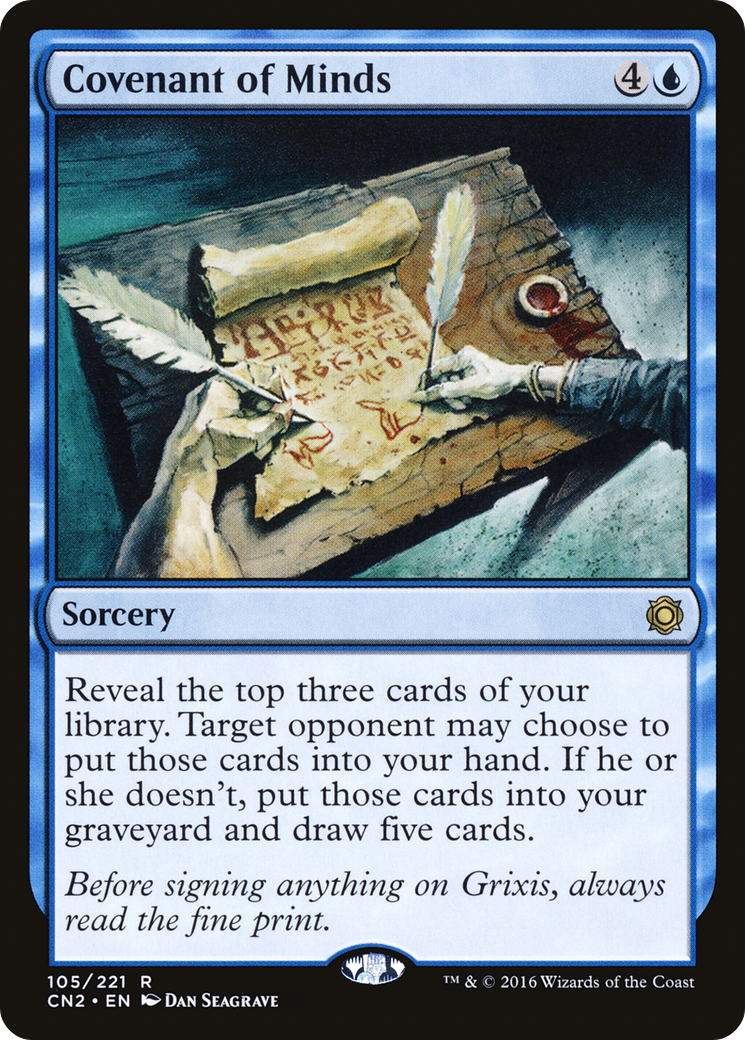 Covenant of Minds 4
Sorcery
Reveal the top three cards of your
library. Target opponent may choose to
put those cards into your hand. If he or
she doesn't, put those cards into your
graveyard and draw five cards.
Before signing anything on Grixis, always
read the fine print.
105/221 R
CN2 • EN Dan Seagrave
™ & © 2016 Wizards of the Coast